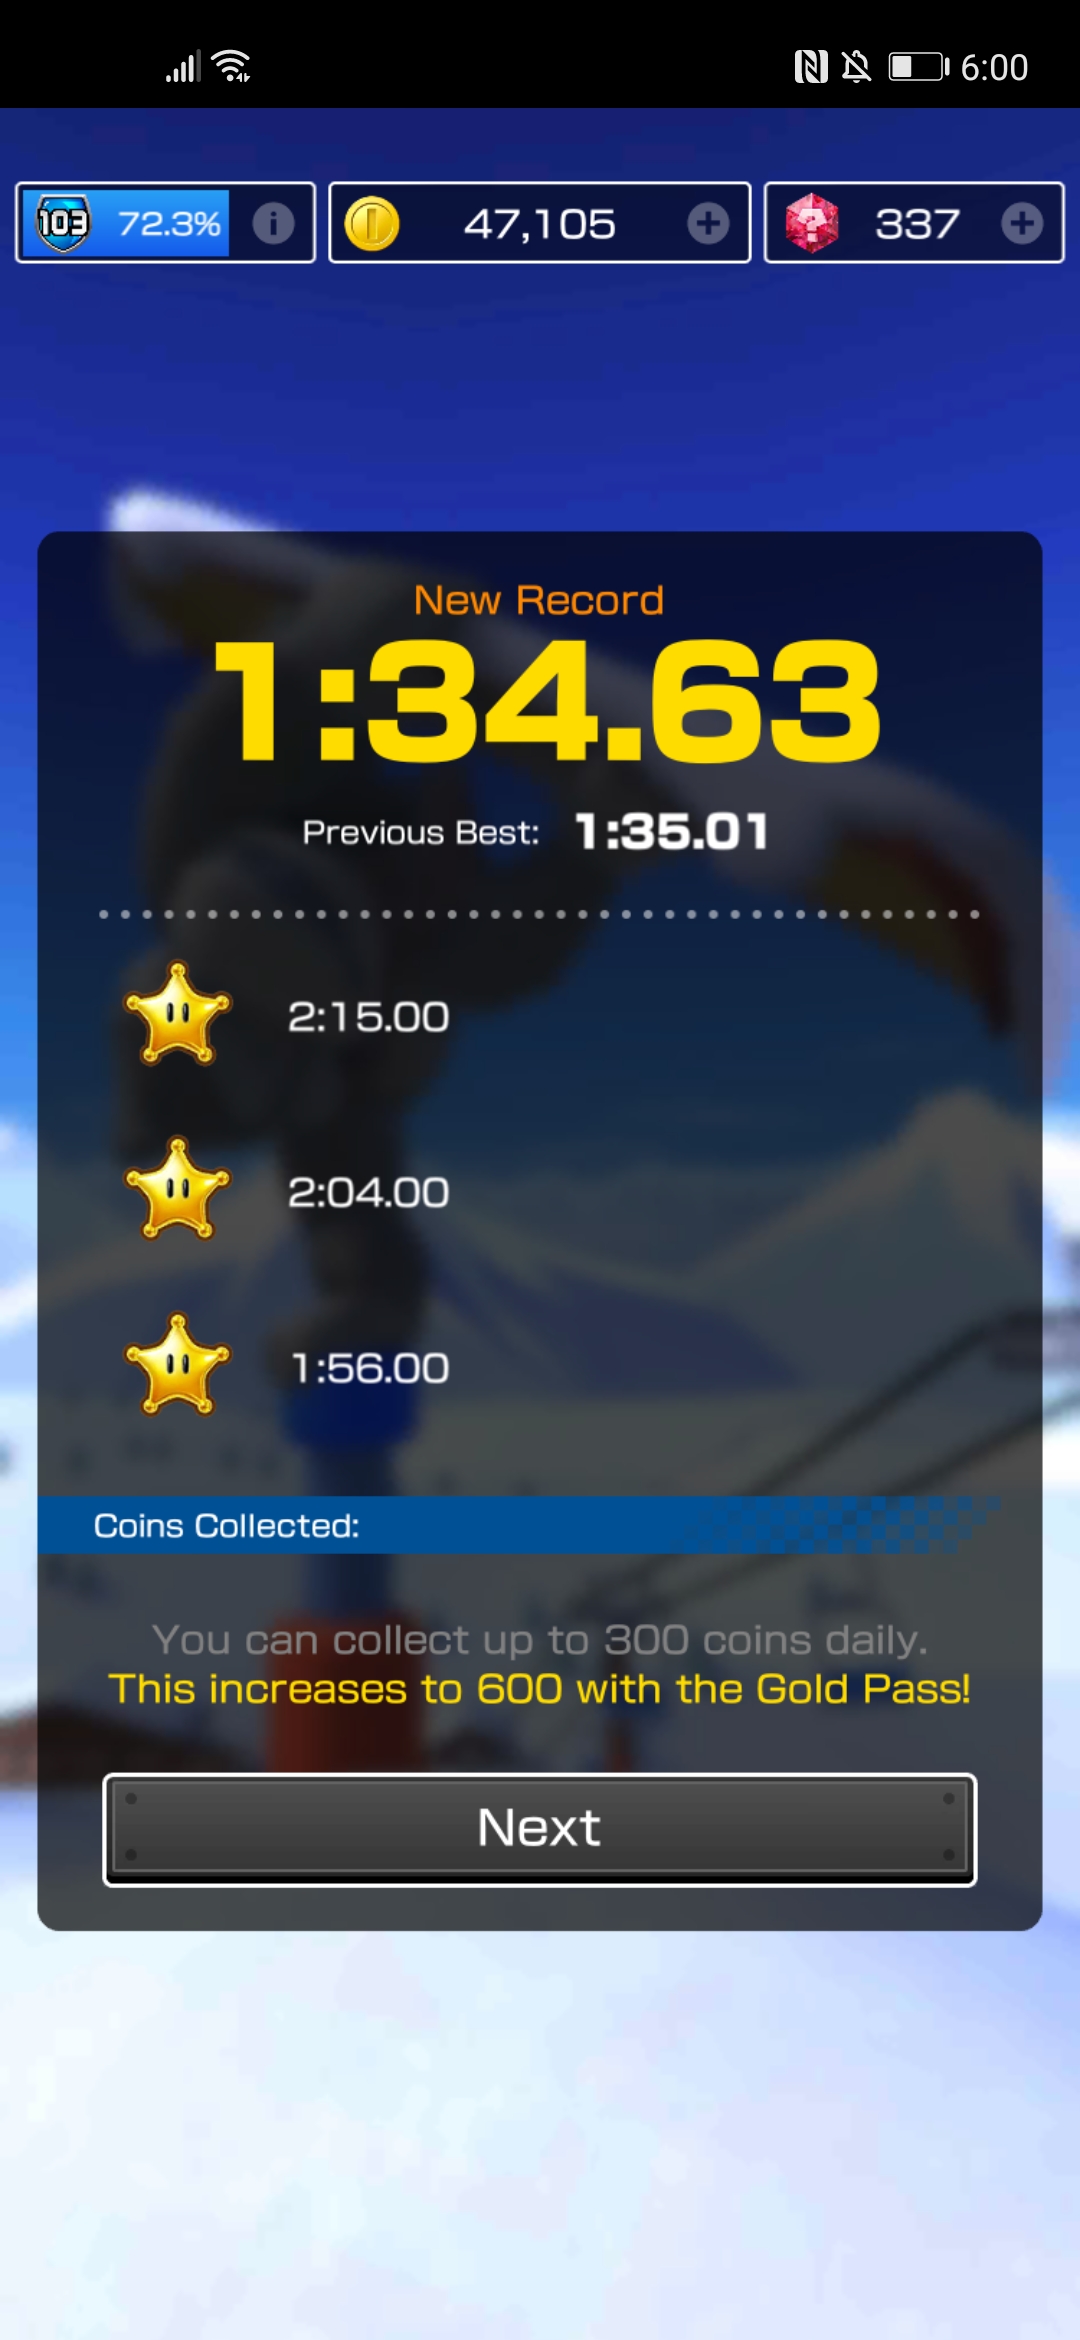 6:00
103 72.3% 47,105 337
New Record
1:34.63
Previous Best: 1:35.01
2:15.00
2:04.00
1:56.00
Coins Collected:
You can collect up to 300 coins daily.
This increases to 600 with the Gold Pass!
Next